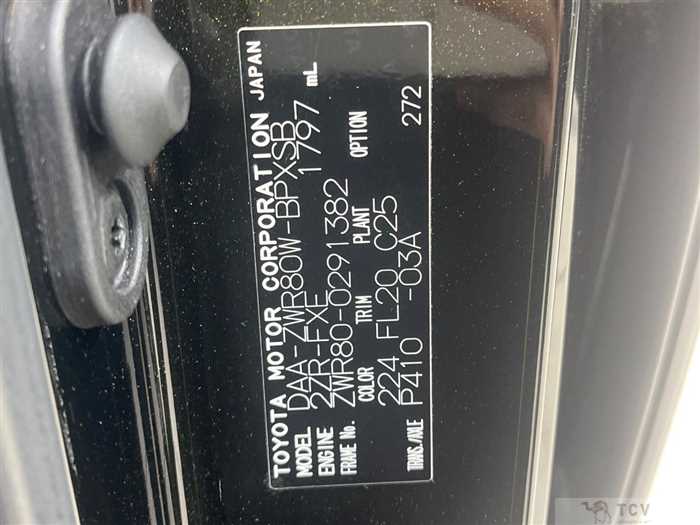 TOYOTA MOTOR CORPORATION JAPAN
MODEL DAA-ZWR80W-BPXSB
ENGINE 2ZR-FXE 1797 mL
FRAME No. ZWR80-0291382
COLOR TRIM PLANT OPTION
224 FL20 C25 272
TRANS./AXLE P410 -03A
TCV